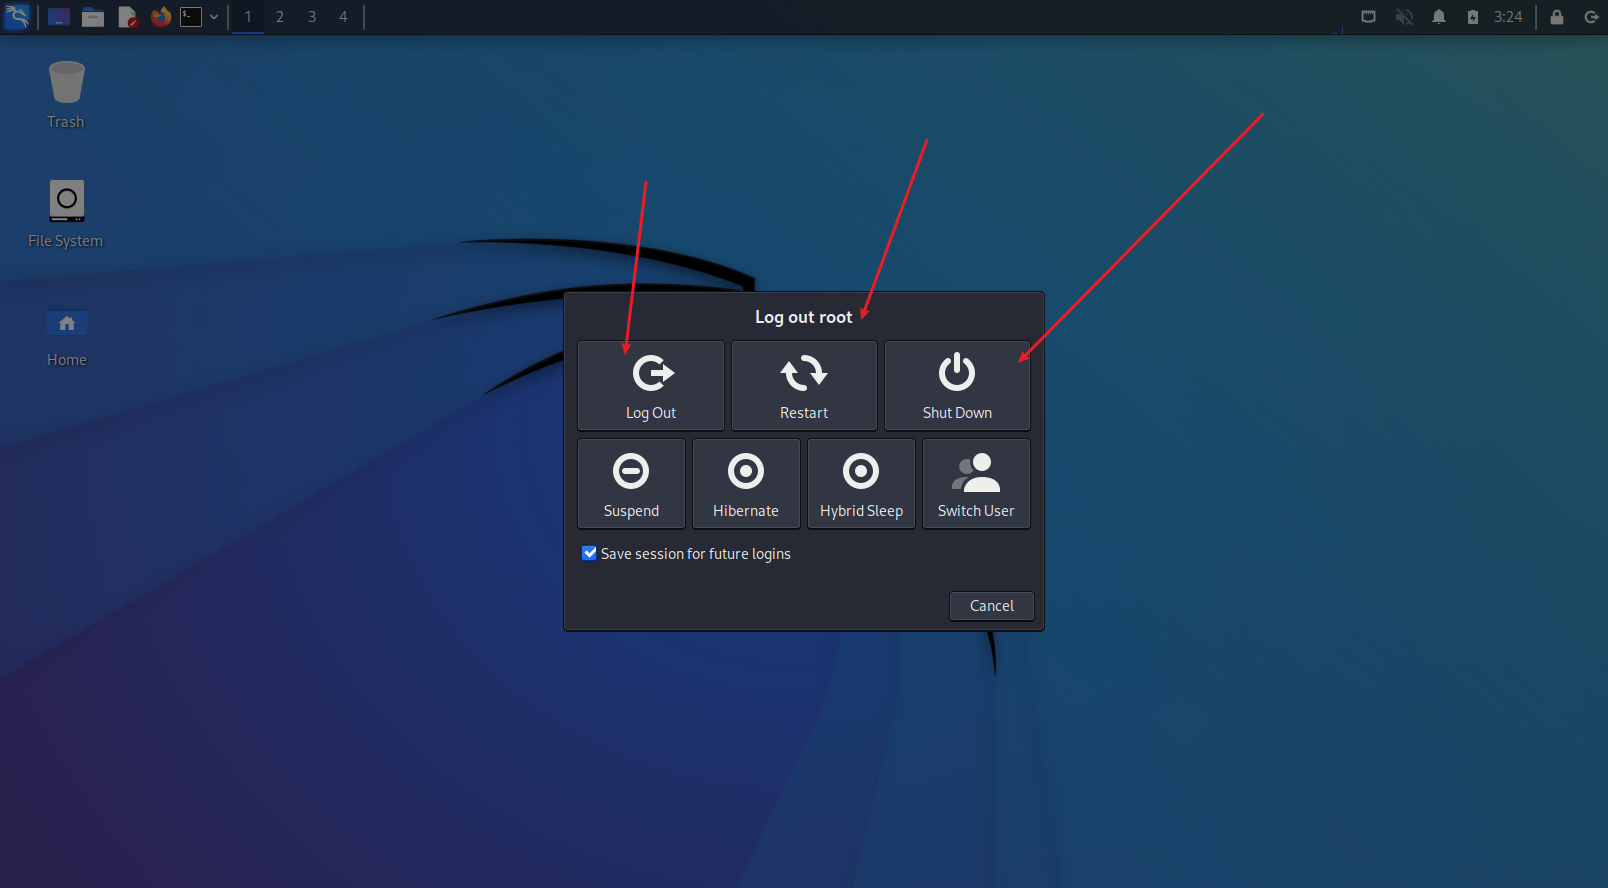 1 2 3 4 3:24
Trash
File System
Home
Log out root
Log Out Restart Shut Down
Suspend Hibernate Hybrid Sleep Switch User
Save session for future logins
Cancel